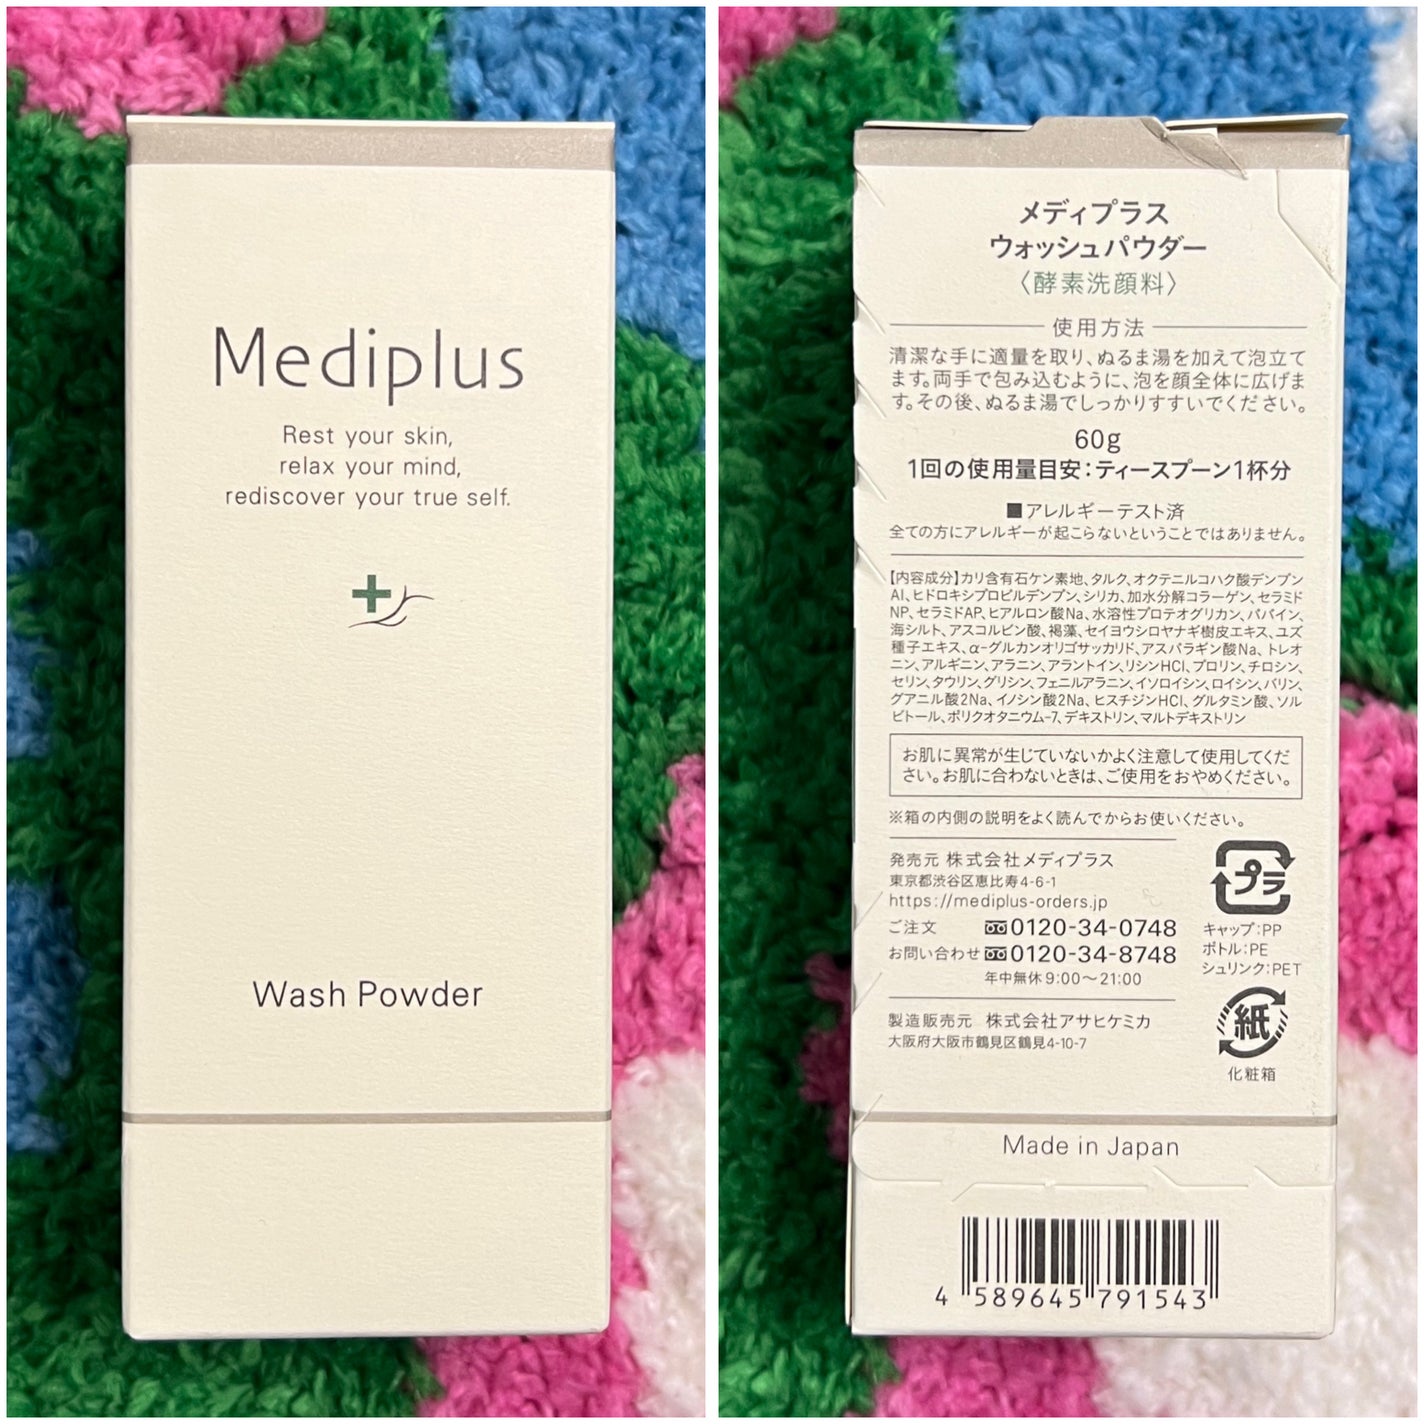 Mediplus
Rest your skin,
relax your mind,
rediscover your true self.
Wash Powder
メディプラス
ウォッシュパウダー
〈酵素洗顔料〉
使用方法
清潔な手に適量を取り、ぬるま湯を加えて泡立て
ます。両手で包み込むように、泡を顔全体に広げま
す。その後、ぬるま湯でしっかりすすいでください。
60g
1回の使用量目安：ティースプーン1杯分
■アレルギーテスト済
全ての方にアレルギーが起こらないということではありません。
【内容成分】カリ含有石ケン素地、タルク、オクテニルコハク酸デンプン
Al、ヒドロキシプロピルデンプン、シリカ、加水分解コラーゲン、セラミド
NP、セラミドAP、ヒアルロン酸Na、水溶性プロテオグリカン、パパイン、
海シルト、アスコルビン酸、褐藻、セイヨウシロヤナギ樹皮エキス、ユズ
種子エキス、α-グルカンオリゴサッカリド、アスパラギン酸Na、トレオ
ニン、アルギニン、アラニン、アラントイン、リシンHCl、プロリン、チロシン、
セリン、タウリン、グリシン、フェニルアラニン、イソロイシン、ロイシン、バリン、
グアニル酸2Na、イノシン酸2Na、ヒスチジンHCl、グルタミン酸、ソル
ビトール、ポリクオタニウム-7、デキストリン、マルトデキストリン
お肌に異常が生じていないかよく注意して使用してくだ
さい。お肌に合わないときは、ご使用をおやめください。
※箱の内側の説明をよく読んでからお使いください。
発売元 株式会社メディプラス
東京都渋谷区恵比寿4-6-1
https://mediplus-orders.jp
ご注文 0120-34-0748
お問い合わせ 0120-34-8748
年中無休9:00〜21:00
製造販売元 株式会社アサヒケミカ
大阪府大阪市鶴見区鶴見4-10-7
プラ
キャップ：PP
ボトル：PE
シュリンク：PET
紙
化粧箱
Made in Japan
4 589645 791543